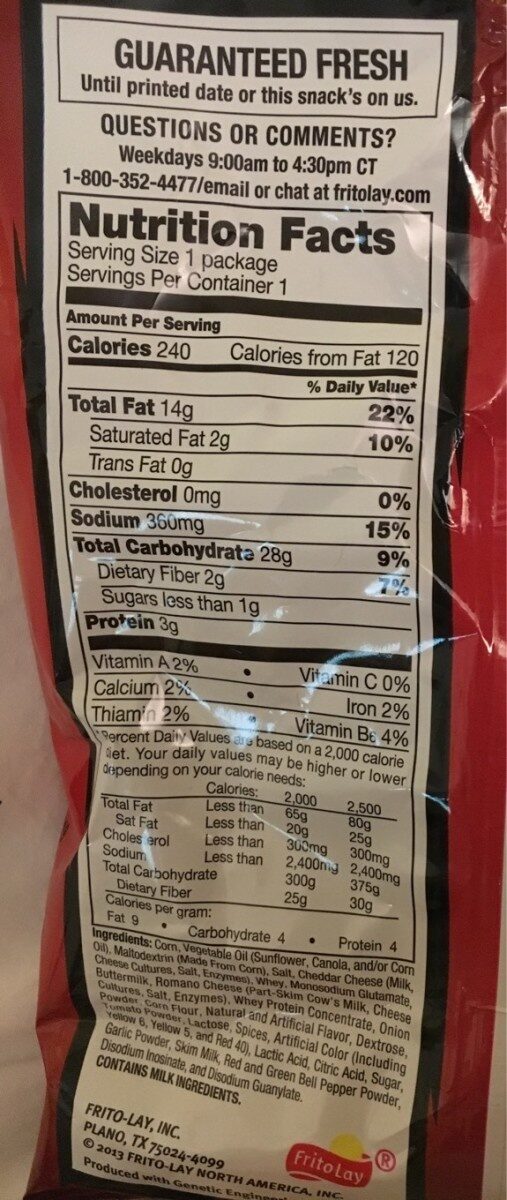 GUARANTEED FRESH
Until printed date or this snack's on us.
QUESTIONS OR COMMENTS?
Weekdays 9:00am to 4:30pm CT
1-800-352-4477/email or chat at fritolay.com
Nutrition Facts
Serving Size 1 package
Servings Per Container 1
Amount Per Serving
Calories 240 Calories from Fat 120
% Daily Value*
Total Fat 14g 22%
Saturated Fat 2g 10%
Trans Fat 0g
Cholesterol 0mg 0%
Sodium 360mg 15%
Total Carbohydrate 28g 9%
Dietary Fiber 2g 7%
Sugars less than 1g
Protein 3g
Vitamin A 2% • Vitamin C 0%
Calcium 2% • Iron 2%
Thiamin 2% Vitamin B6 4%
*Percent Daily Values are based on a 2,000 calorie
diet. Your daily values may be higher or lower
depending on your calorie needs:
Calories: 2,000 2,500
Total Fat Less than 65g 80g
Sat Fat Less than 20g 25g
Cholesterol Less than 300mg 300mg
Sodium Less than 2,400mg 2,400mg
Total Carbohydrate 300g 375g
Dietary Fiber 25g 30g
Calories per gram:
Fat 9 • Carbohydrate 4 • Protein 4
Ingredients: Corn, Vegetable Oil (Sunflower, Canola, and/or Corn
Oil), Maltodextrin (Made From Corn), Salt, Cheddar Cheese (Milk,
Cheese Cultures, Salt, Enzymes), Whey, Monosodium Glutamate,
Buttermilk, Romano Cheese (Part-Skim Cow's Milk, Cheese
Cultures, Salt, Enzymes), Whey Protein Concentrate, Onion
Powder, Corn Flour, Natural and Artificial Flavor, Dextrose,
Tomato Powder, Lactose, Spices, Artificial Color (Including
Yellow 6, Yellow 5, and Red 40), Lactic Acid, Citric Acid, Sugar,
Garlic Powder, Skim Milk, Red and Green Bell Pepper Powder,
Disodium Inosinate, and Disodium Guanylate.
CONTAINS MILK INGREDIENTS.
FRITO-LAY, INC.
PLANO, TX 75024-4099
© 2013 FRITO-LAY NORTH AMERICA, INC.
Produced with Genetic
Frito Lay ®